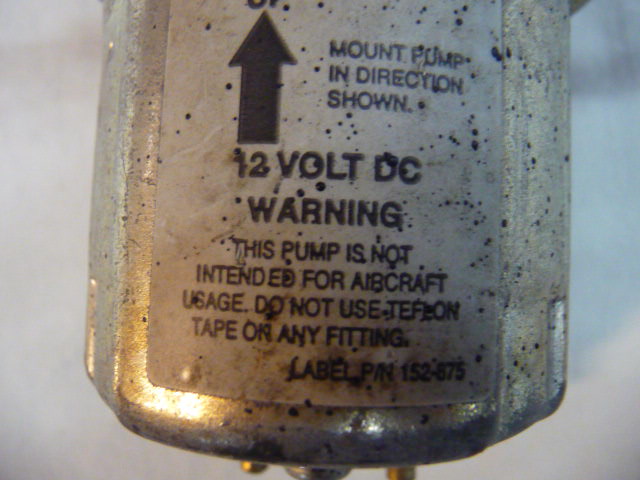 UP
MOUNT PUMP
IN DIRECTION
SHOWN.
12 VOLT DC
WARNING
THIS PUMP IS NOT
INTENDED FOR AIRCRAFT
USAGE. DO NOT USE TEFLON
TAPE ON ANY FITTING.
LABEL P/N 152-875